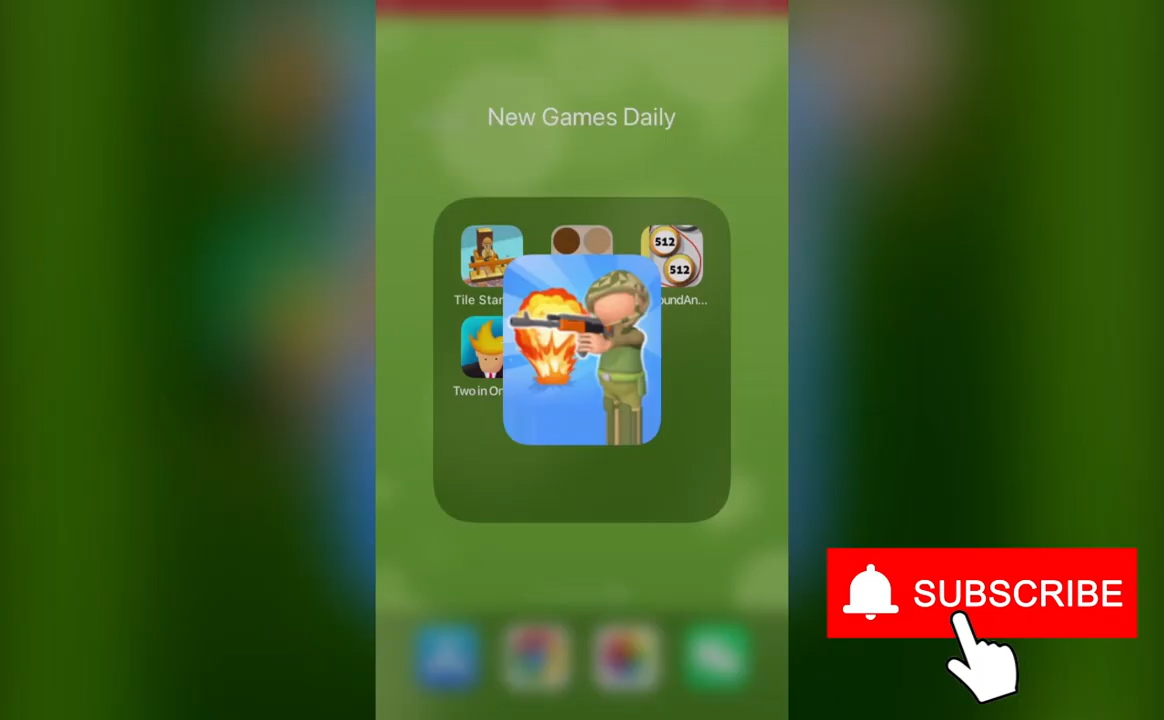 New Games Daily
512
512
Tile Star
oundAn...
Two in On
SUBSCRIBE